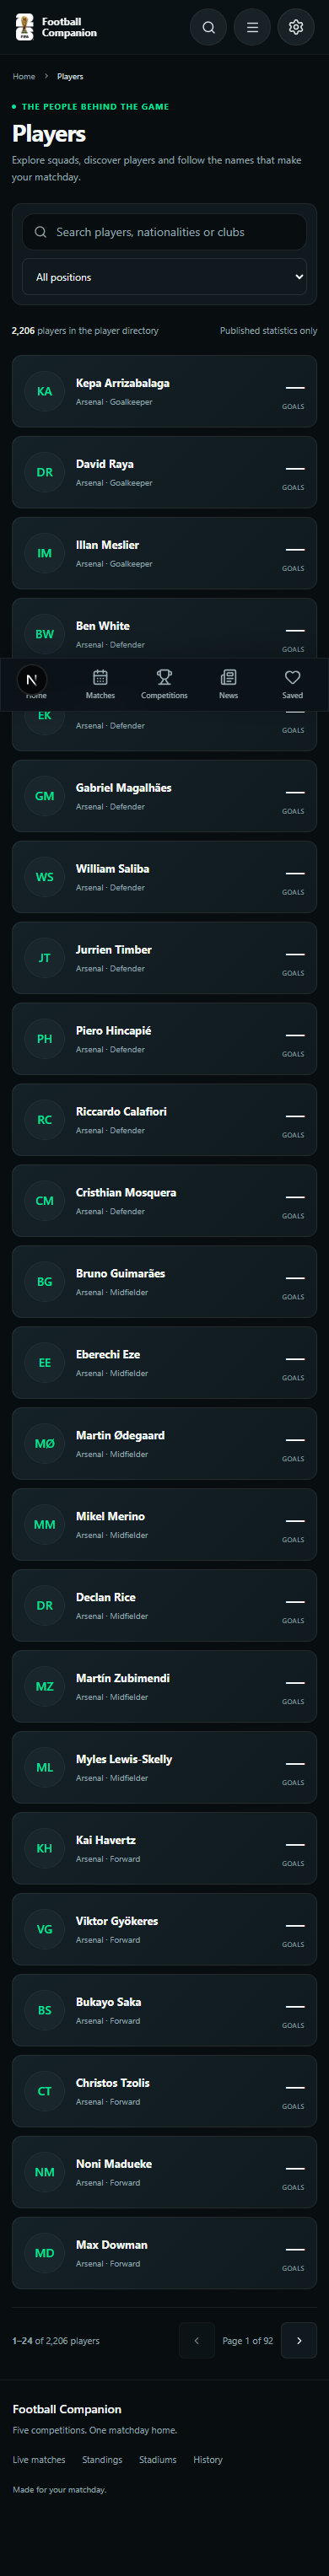 Football
Companion
Home > Players
THE PEOPLE BEHIND THE GAME
Players
Explore squads, discover players and follow the names that make
your matchday.
Search players, nationalities or clubs
All positions
2,206 players in the player directory
Published statistics only
KA
Kepa Arrizabalaga
Arsenal · Goalkeeper
—
GOALS
DR
David Raya
Arsenal · Goalkeeper
—
GOALS
IM
Illan Meslier
Arsenal · Goalkeeper
—
GOALS
BW
Ben White
Arsenal · Defender
—
GOALS
N
Home
Matches
Competitions
News
Saved
EK
Arsenal · Defender
GOALS
GM
Gabriel Magalhães
Arsenal · Defender
—
GOALS
WS
William Saliba
Arsenal · Defender
—
GOALS
JT
Jurrien Timber
Arsenal · Defender
—
GOALS
PH
Piero Hincapié
Arsenal · Defender
—
GOALS
RC
Riccardo Calafiori
Arsenal · Defender
—
GOALS
CM
Cristhian Mosquera
Arsenal · Defender
—
GOALS
BG
Bruno Guimarães
Arsenal · Midfielder
—
GOALS
EE
Eberechi Eze
Arsenal · Midfielder
—
GOALS
MØ
Martin Ødegaard
Arsenal · Midfielder
—
GOALS
MM
Mikel Merino
Arsenal · Midfielder
—
GOALS
DR
Declan Rice
Arsenal · Midfielder
—
GOALS
MZ
Martín Zubimendi
Arsenal · Midfielder
—
GOALS
ML
Myles Lewis-Skelly
Arsenal · Midfielder
—
GOALS
KH
Kai Havertz
Arsenal · Forward
—
GOALS
VG
Viktor Gyökeres
Arsenal · Forward
—
GOALS
BS
Bukayo Saka
Arsenal · Forward
—
GOALS
CT
Christos Tzolis
Arsenal · Forward
—
GOALS
NM
Noni Madueke
Arsenal · Forward
—
GOALS
MD
Max Dowman
Arsenal · Forward
—
GOALS
1–24 of 2,206 players
Page 1 of 92
Football Companion
Five competitions. One matchday home.
Live matches
Standings
Stadiums
History
Made for your matchday.